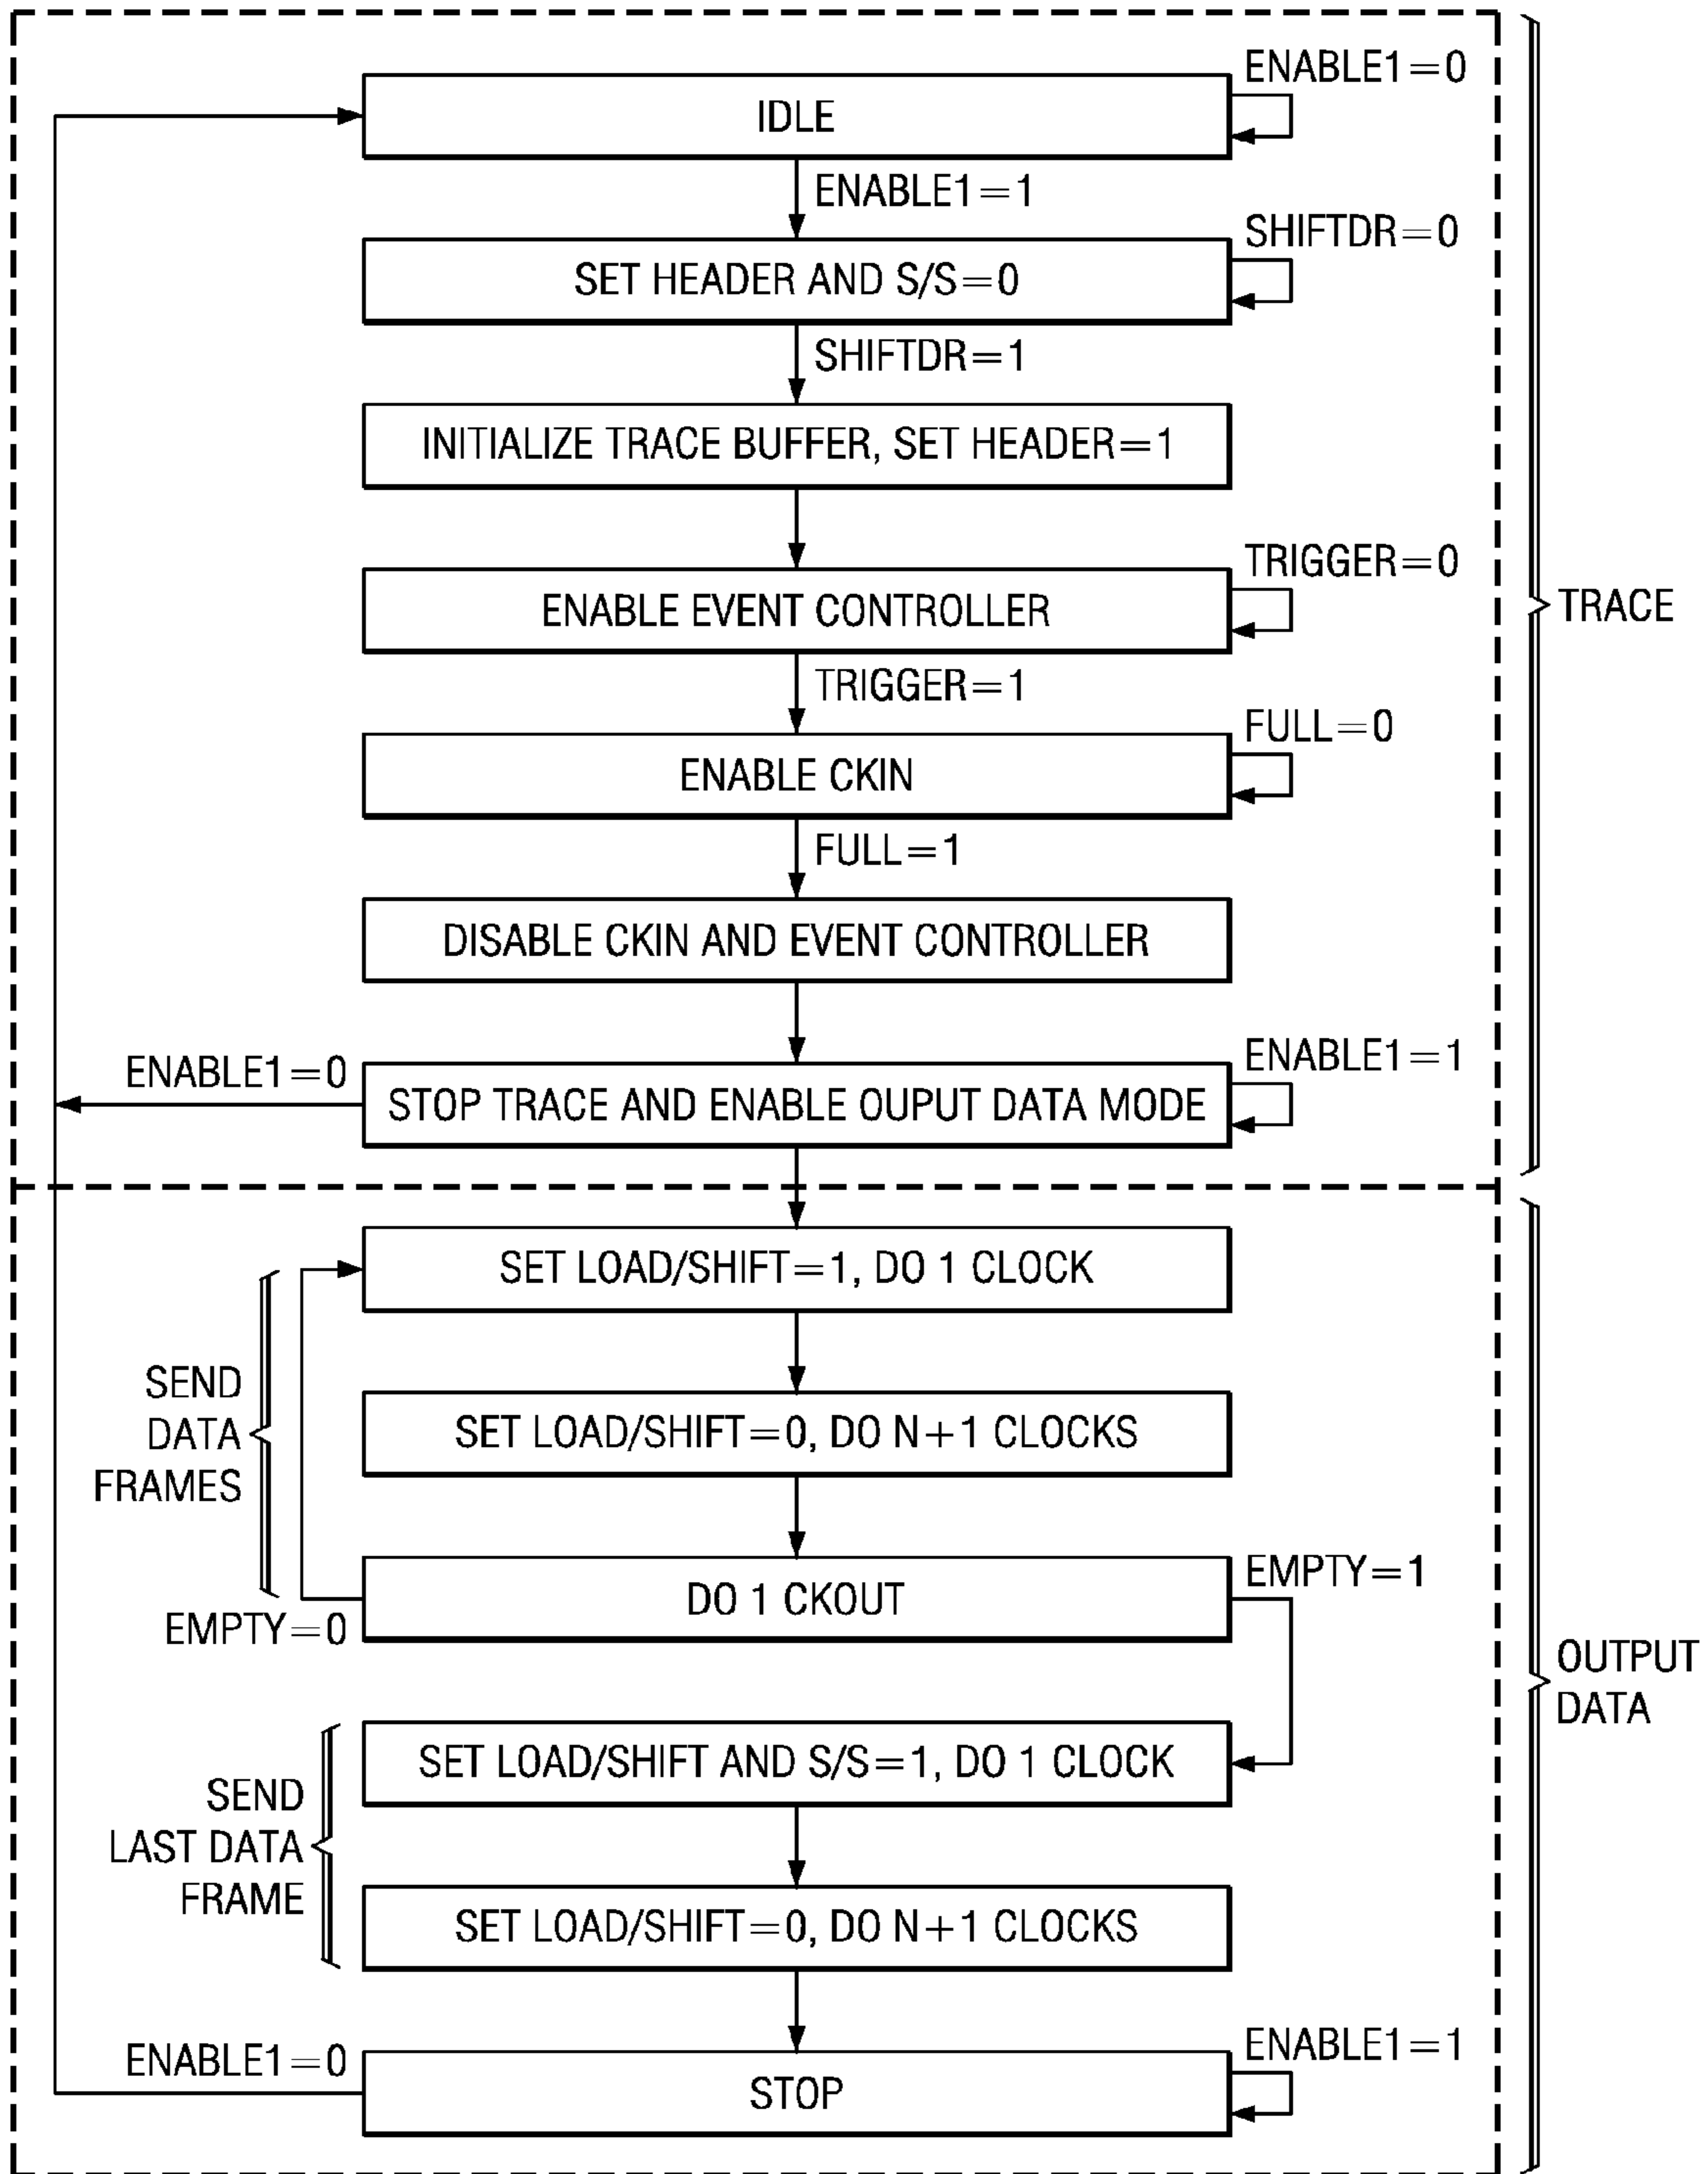 ENABLE1=0
IDLE
ENABLE1=1
SHIFTDR=0
SET HEADER AND S/S=0
SHIFTDR=1
INITIALIZE TRACE BUFFER, SET HEADER=1
TRIGGER=0
ENABLE EVENT CONTROLLER
TRACE
TRIGGER=1
FULL=0
ENABLE CKIN
FULL=1
DISABLE CKIN AND EVENT CONTROLLER
ENABLE1=0
ENABLE1=1
STOP TRACE AND ENABLE OUPUT DATA MODE
SET LOAD/SHIFT=1, DO 1 CLOCK
SEND
DATA
FRAMES
SET LOAD/SHIFT=0, DO N+1 CLOCKS
EMPTY=1
DO 1 CKOUT
EMPTY=0
OUTPUT
DATA
SET LOAD/SHIFT AND S/S=1, DO 1 CLOCK
SEND
LAST DATA
FRAME
SET LOAD/SHIFT=0, DO N+1 CLOCKS
ENABLE1=0
ENABLE1=1
STOP